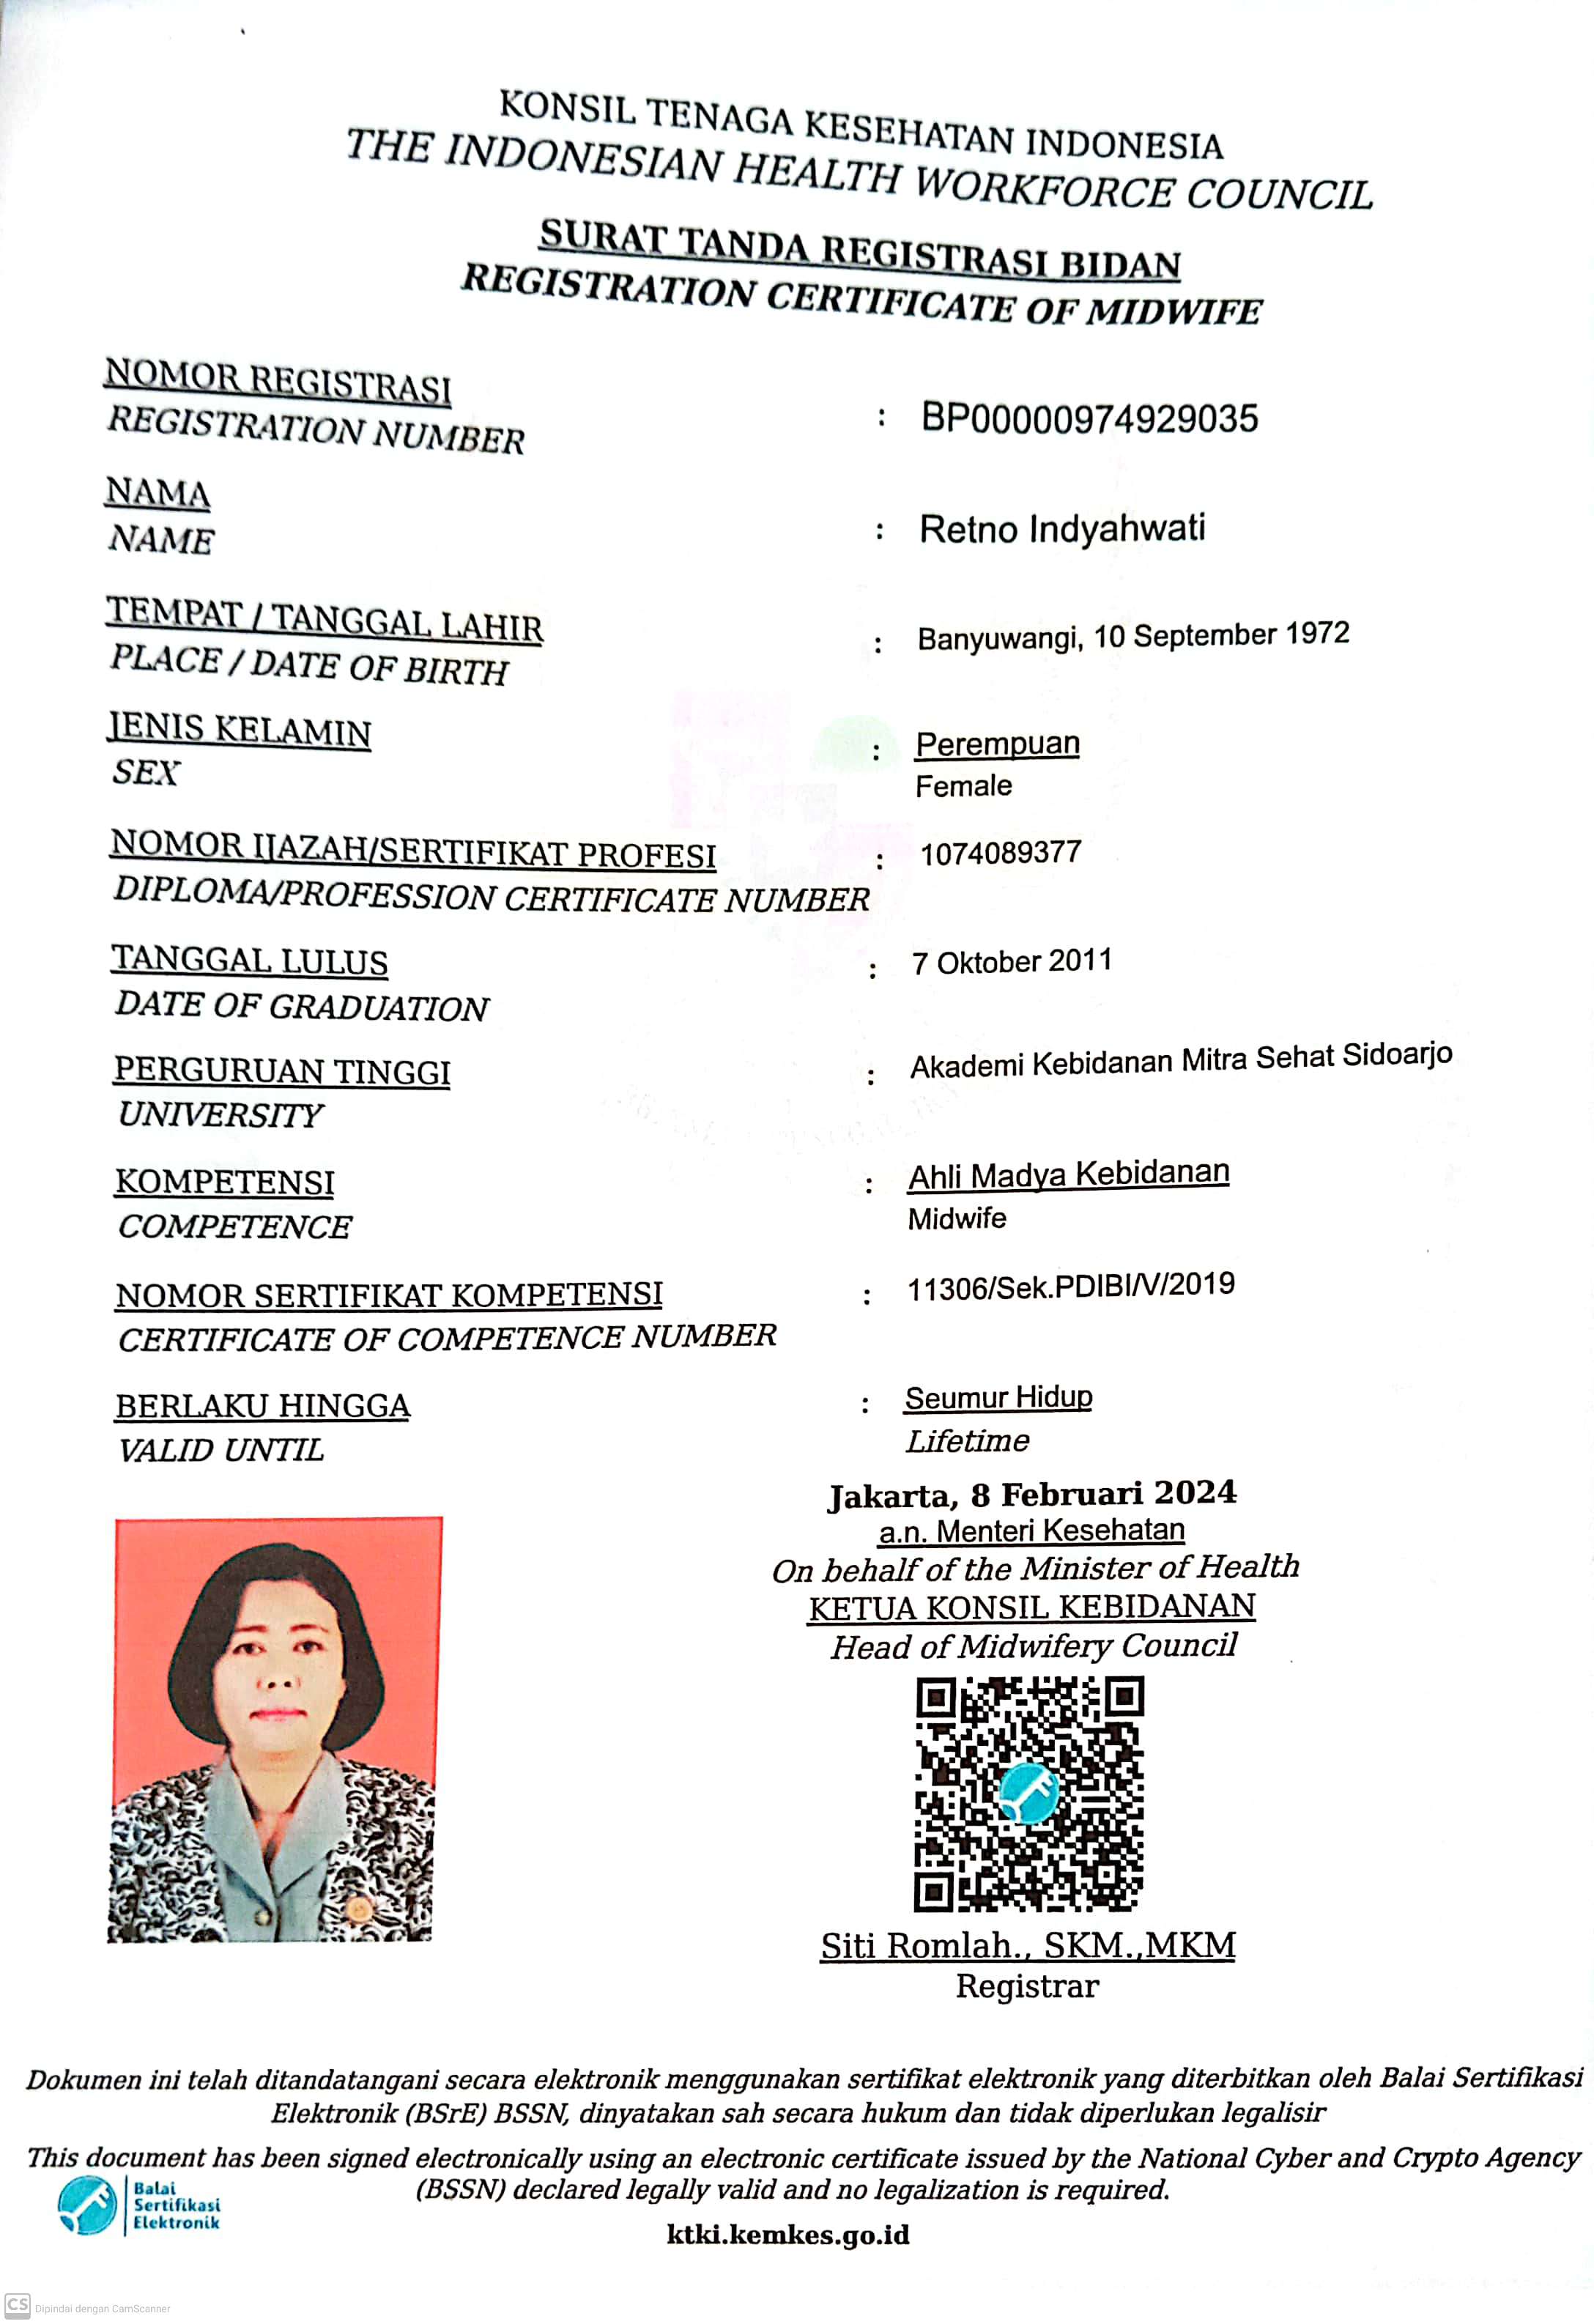 KONSIL TENAGA KESEHATAN INDONESIA
THE INDONESIAN HEALTH WORKFORCE COUNCIL
SURAT TANDA REGISTRASI BIDAN
REGISTRATION CERTIFICATE OF MIDWIFE
NOMOR REGISTRASI
REGISTRATION NUMBER
: BP00000974929035
NAMA
NAME
: Retno Indyahwati
TEMPAT / TANGGAL LAHIR
PLACE / DATE OF BIRTH
: Banyuwangi, 10 September 1972
JENIS KELAMIN
SEX
: Perempuan
Female
NOMOR IJAZAH/SERTIFIKAT PROFESI
DIPLOMA/PROFESSION CERTIFICATE NUMBER
: 1074089377
TANGGAL LULUS
DATE OF GRADUATION
: 7 Oktober 2011
PERGURUAN TINGGI
UNIVERSITY
: Akademi Kebidanan Mitra Sehat Sidoarjo
KOMPETENSI
COMPETENCE
: Ahli Madya Kebidanan
Midwife
NOMOR SERTIFIKAT KOMPETENSI
CERTIFICATE OF COMPETENCE NUMBER
: 11306/Sek.PDIBI/V/2019
BERLAKU HINGGA
VALID UNTIL
: Seumur Hidup
Lifetime
Jakarta, 8 Februari 2024
a.n. Menteri Kesehatan
On behalf of the Minister of Health
KETUA KONSIL KEBIDANAN
Head of Midwifery Council
Siti Romlah., SKM.,MKM
Registrar
Dokumen ini telah ditandatangani secara elektronik menggunakan sertifikat elektronik yang diterbitkan oleh Balai Sertifikasi
Elektronik (BSrE) BSSN, dinyatakan sah secara hukum dan tidak diperlukan legalisir
This document has been signed electronically using an electronic certificate issued by the National Cyber and Crypto Agency
(BSSN) declared legally valid and no legalization is required.
Balai
Sertifikasi
Elektronik
ktki.kemkes.go.id
CS Dipindai dengan CamScanner